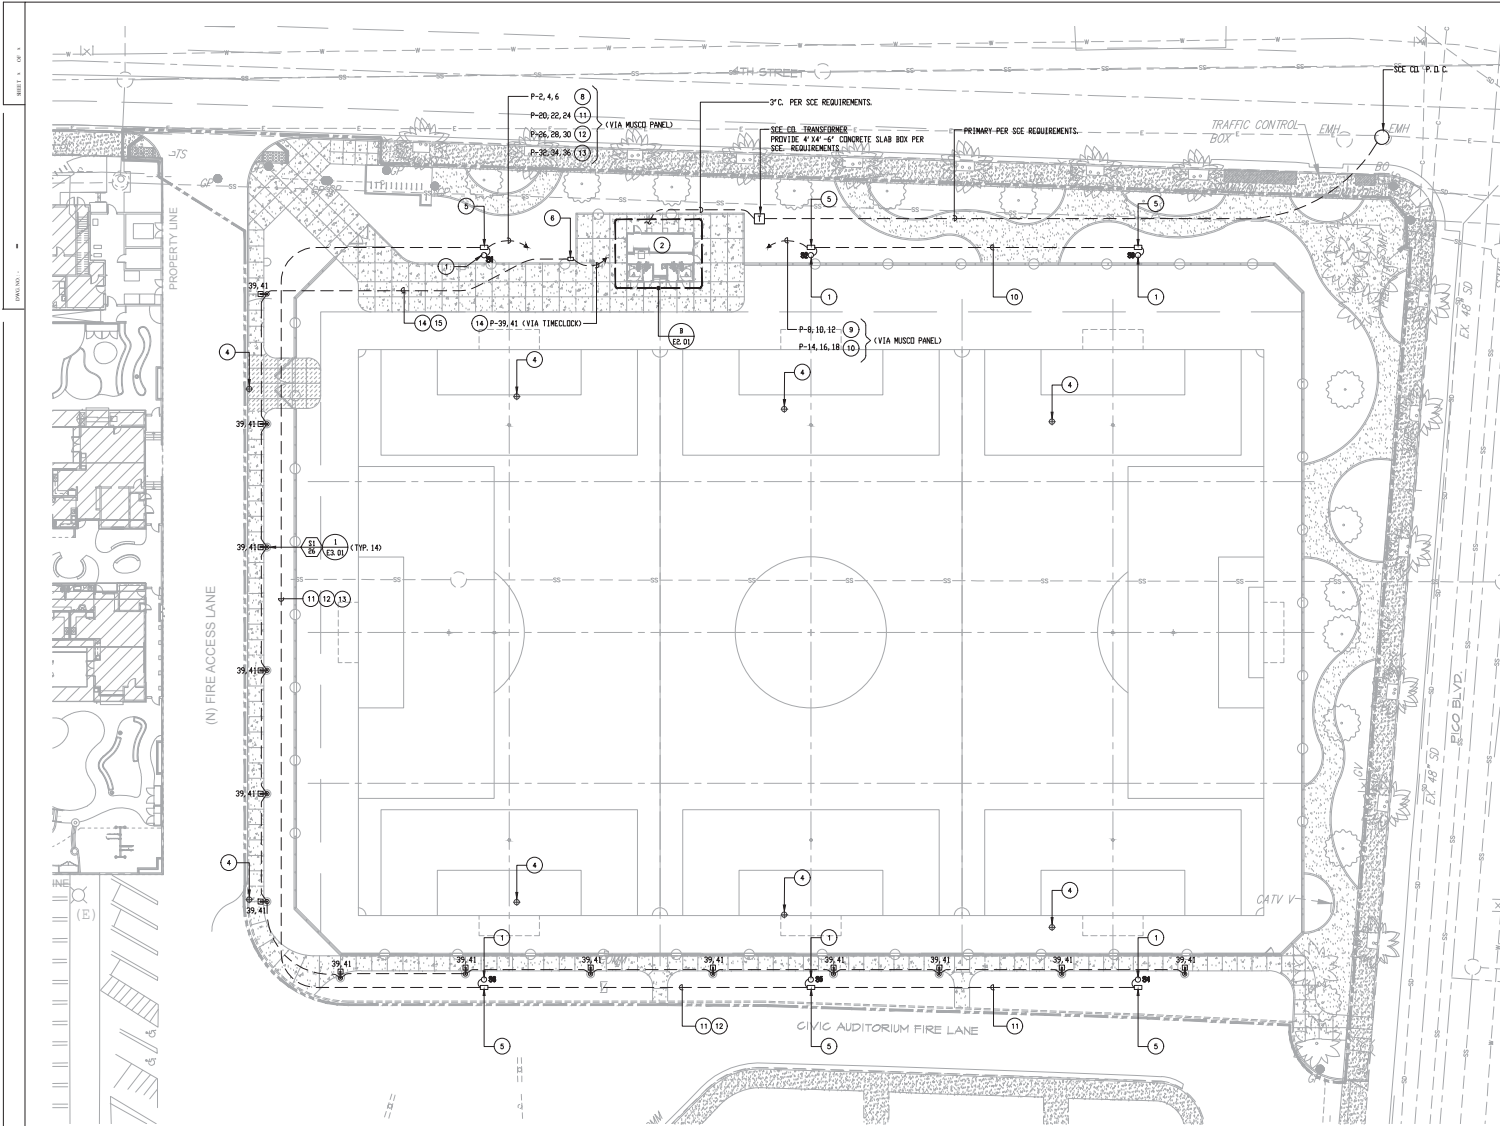 4TH STREET
SCE CO. P.O.C.
P-2,4,6 8
P-20,22,24 11
P-26,28,30 12
P-32,34,36 13
(VIA MUSCO PANEL)
3"C. PER SCE REQUIREMENTS.
SCE CO. TRANSFORMER
PROVIDE 4'X4'-6" CONCRETE SLAB BOX PER
SCE. REQUIREMENTS
PRIMARY PER SCE REQUIREMENTS.
TRAFFIC CONTROL
BOX
EMH
EMH
TS
PROPERTY LINE
5
6
2
5
5
1
1
10
1
39,41
14 15
14 P-39,41 (VIA TIMECLOCK)
B
E2.01
P-8,10,12 9
P-14,16,18 10
(VIA MUSCO PANEL)
EX. 48" SD
4
4
4
4
39,41
39,41
S1
26
1
E3.01
(TYP. 14)
SS
11 12 13
(N) FIRE ACCESS LANE
39,41
PICO BLVD.
EX. 48" SD
39,41
4
4
4
4
(E)
39,41
CATV V
1
1
1
39,41
39,41
39,41
39,41
39,41
39,41
39,41
39,41
11 12
11
CIVIC AUDITORIUM FIRE LANE
5
5
5